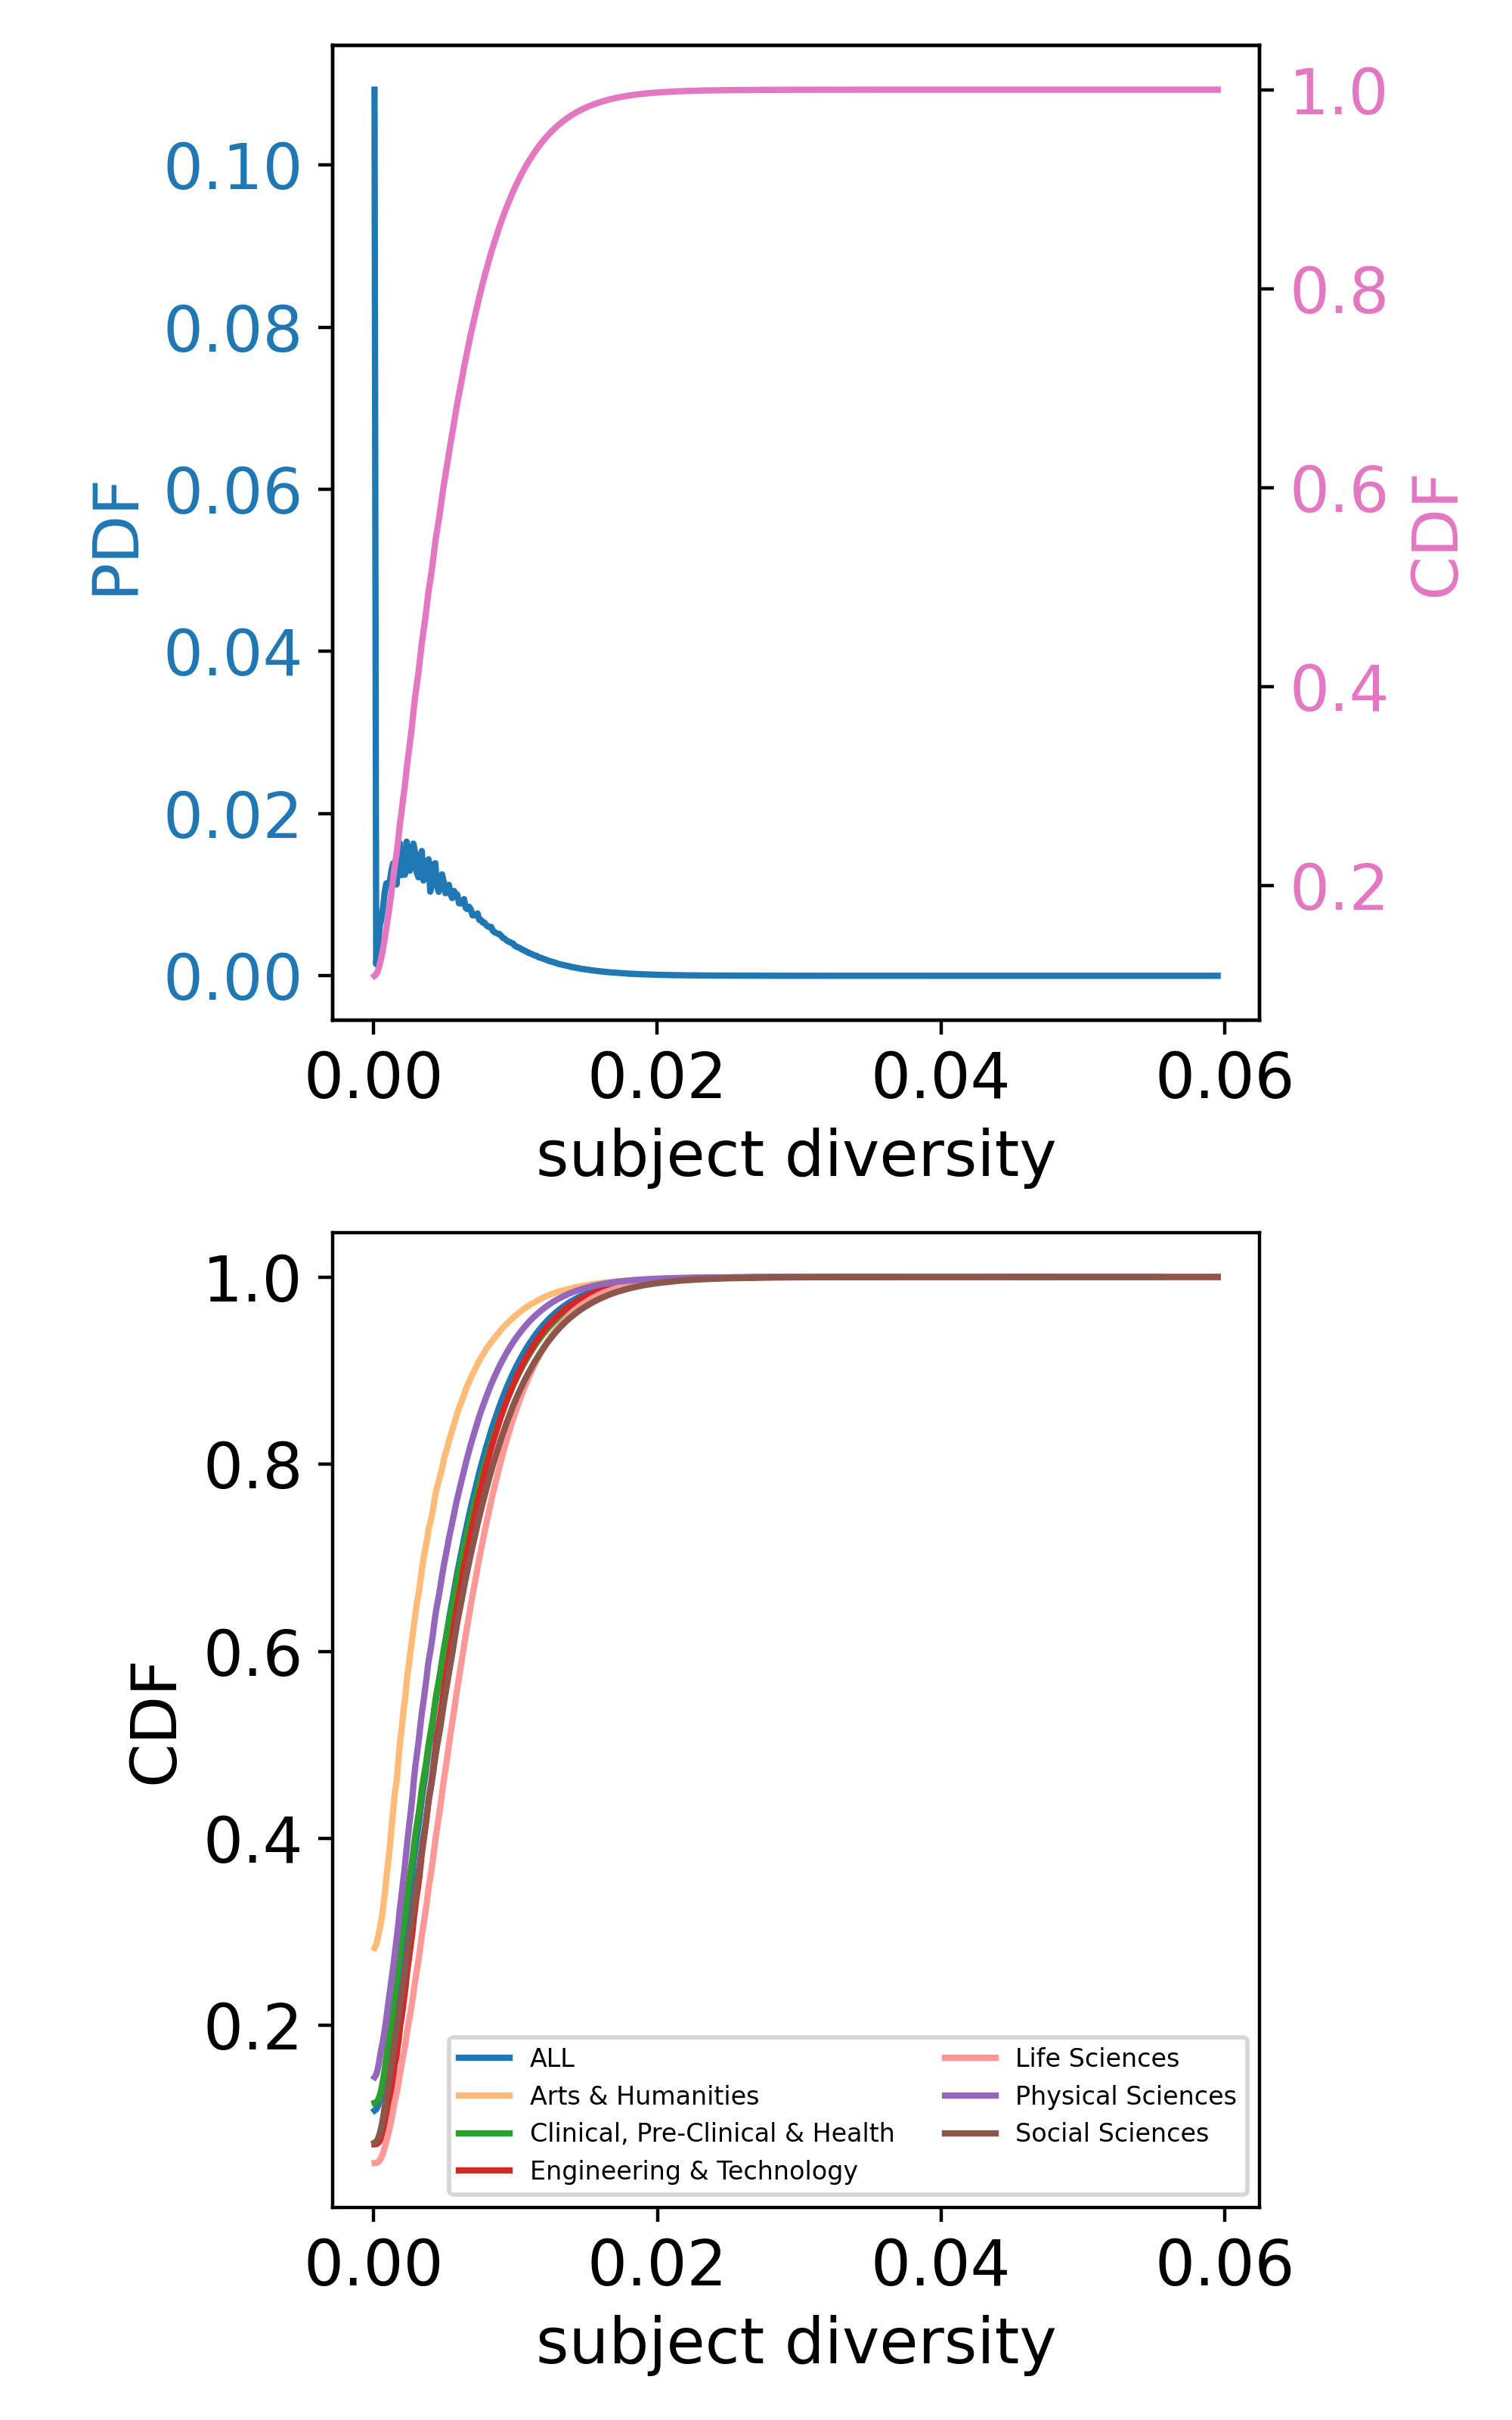 1.0
0.10
0.8
0.08
0.06
0.6
PDF
CDF
0.04
0.4
0.02
0.2
0.00
0.00 0.02 0.04 0.06
subject diversity
1.0
0.8
0.6
CDF
0.4
0.2
ALL
Arts & Humanities
Clinical, Pre-Clinical & Health
Engineering & Technology
Life Sciences
Physical Sciences
Social Sciences
0.00 0.02 0.04 0.06
subject diversity